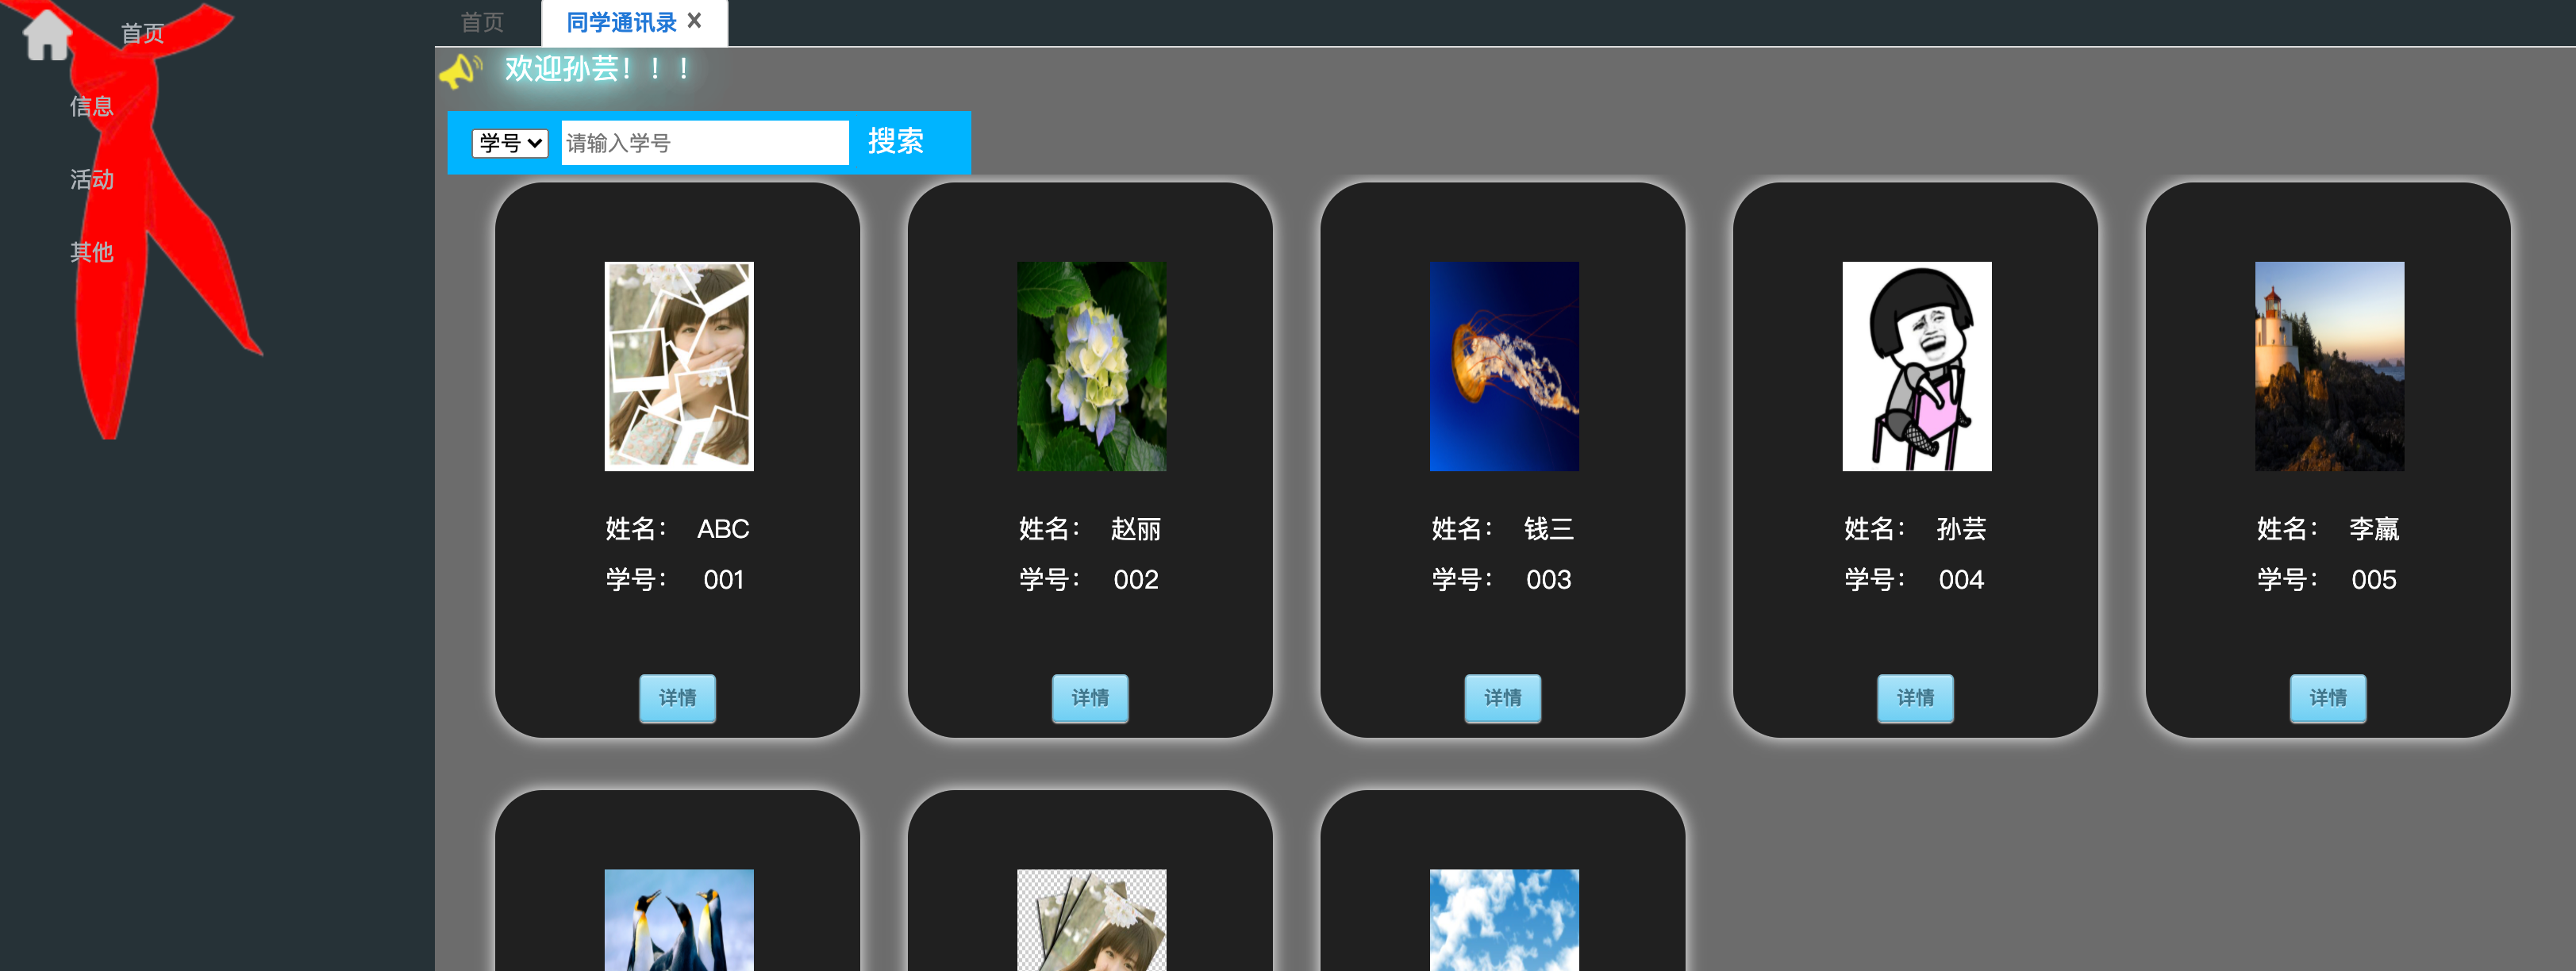 首页
信息
活动
其他
首页 同学通讯录 ×
欢迎孙芸！！！
学号 请输入学号 搜索
姓名： ABC
学号： 001
详情
姓名： 赵丽
学号： 002
详情
姓名： 钱三
学号： 003
详情
姓名： 孙芸
学号： 004
详情
姓名： 李羸
学号： 005
详情